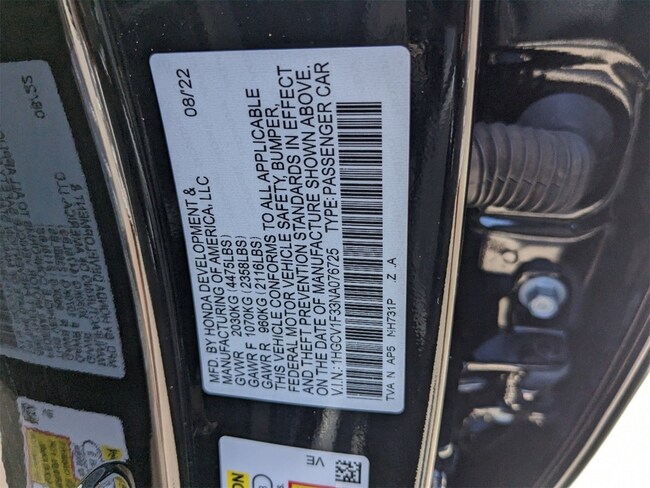 MFD. BY HONDA DEVELOPMENT & 08/22
MANUFACTURING OF AMERICA, LLC
GVWR 2030KG(4475LBS)
GAWR F 1070KG(2358LBS)
GAWR R 960KG(2116LBS)
THIS VEHICLE CONFORMS TO ALL APPLICABLE
FEDERAL MOTOR VEHICLE SAFETY, BUMPER,
AND THEFT PREVENTION STANDARDS IN EFFECT
ON THE DATE OF MANUFACTURE SHOWN ABOVE.
V.I.N.: 1HGCV1F33NA076725 TYPE: PASSENGER CAR
TVA N AP5 NH731P .Z .A